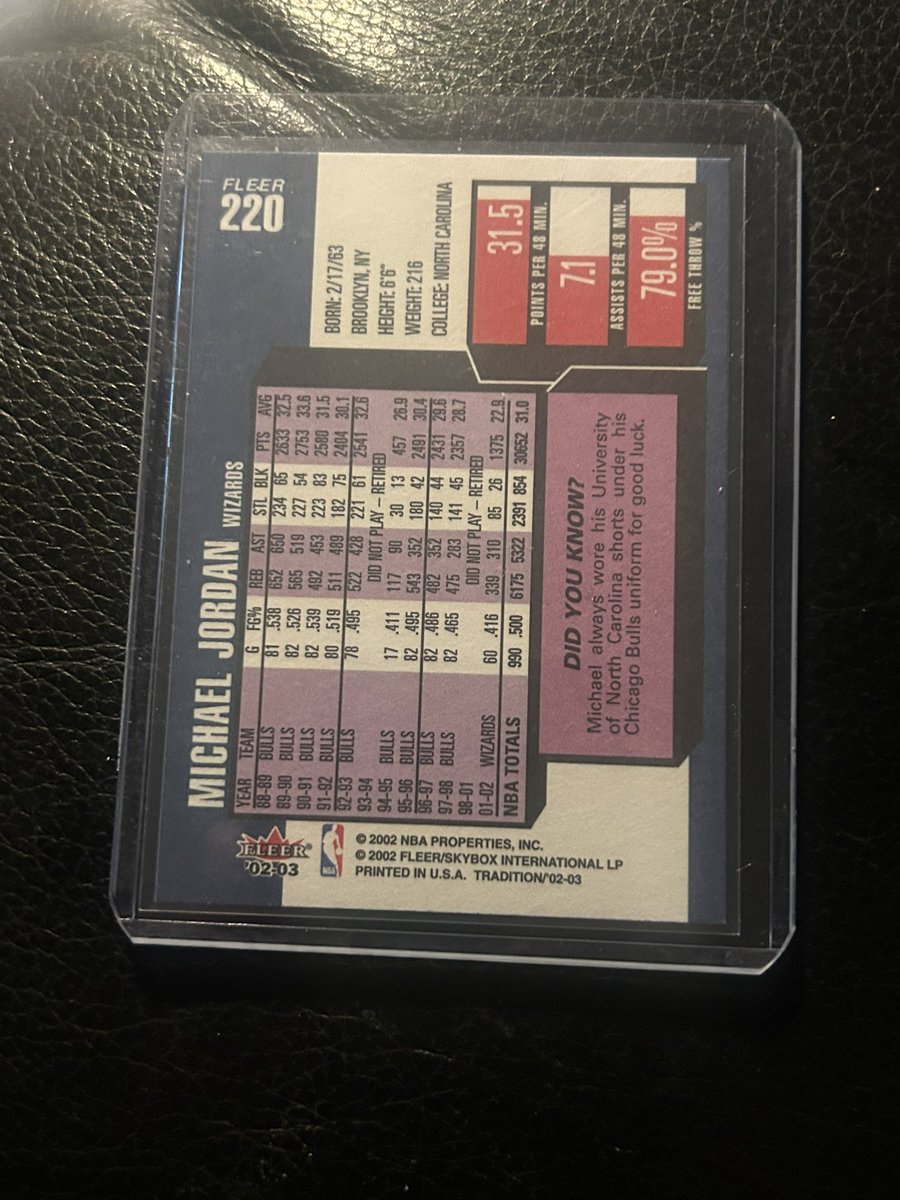 FLEER
220
MICHAEL JORDAN WIZARDS
YEAR TEAM G FG% REB AST STL BLK PTS AVG
88-89 BULLS 81 .538 652 650 234 65 2633 32.5
89-90 BULLS 82 .526 565 519 227 54 2753 33.6
90-91 BULLS 82 .539 492 453 223 83 2580 31.5
91-92 BULLS 80 .519 511 489 182 75 2404 30.1
92-93 BULLS 78 .495 522 428 221 61 2541 32.6
93-94 DID NOT PLAY – RETIRED
94-95 BULLS 17 .411 117 90 30 13 457 26.9
95-96 BULLS 82 .495 543 352 180 42 2491 30.4
96-97 BULLS 82 .486 482 352 140 44 2431 29.6
97-98 BULLS 82 .465 475 283 141 45 2357 28.7
98-01 DID NOT PLAY – RETIRED
01-02 WIZARDS 60 .416 339 310 85 26 1375 22.9
NBA TOTALS 990 .500 6175 5322 2391 854 30652 31.0
BORN: 2/17/63
BROOKLYN, NY
HEIGHT: 6'6"
WEIGHT: 216
COLLEGE: NORTH CAROLINA
31.5
POINTS PER 48 MIN.
7.1
ASSISTS PER 48 MIN.
79.0%
FREE THROW %
DID YOU KNOW?
Michael always wore his University
of North Carolina shorts under his
Chicago Bulls uniform for good luck.
FLEER®
'02-03
NBA
© 2002 NBA PROPERTIES, INC.
© 2002 FLEER/SKYBOX INTERNATIONAL LP
PRINTED IN U.S.A. TRADITION/'02-03